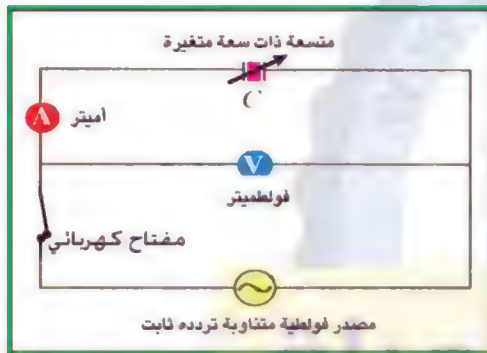 متسعة ذات سعة متغيرة
C
A
أميتر
V
فولطميتر
مفتاح كهربائي
مصدر فولطية متناوبة تردده ثابت